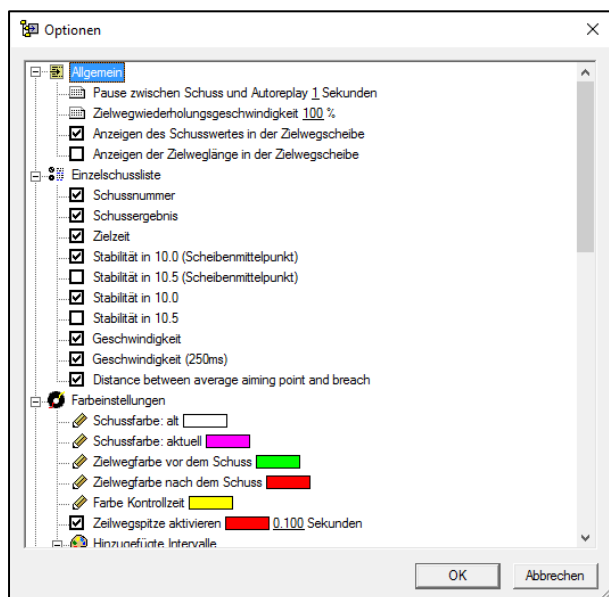 Optionen
Allgemein
Pause zwischen Schuss und Autoreplay 1 Sekunden
Zielwegwiederholungsgeschwindigkeit 100 %
Anzeigen des Schusswertes in der Zielwegscheibe
Anzeigen der Zielweglänge in der Zielwegscheibe
Einzelschussliste
Schussnummer
Schussergebnis
Zielzeit
Stabilität in 10.0 (Scheibenmittelpunkt)
Stabilität in 10.5 (Scheibenmittelpunkt)
Stabilität in 10.0
Stabilität in 10.5
Geschwindigkeit
Geschwindigkeit (250ms)
Distance between average aiming point and breach
Farbeinstellungen
Schussfarbe: alt
Schussfarbe: aktuell
Zielwegfarbe vor dem Schuss
Zielwegfarbe nach dem Schuss
Farbe Kontrollzeit
Zeilwegspitze aktivieren 0.100 Sekunden
Hinzugefügte Intervalle
OK Abbrechen